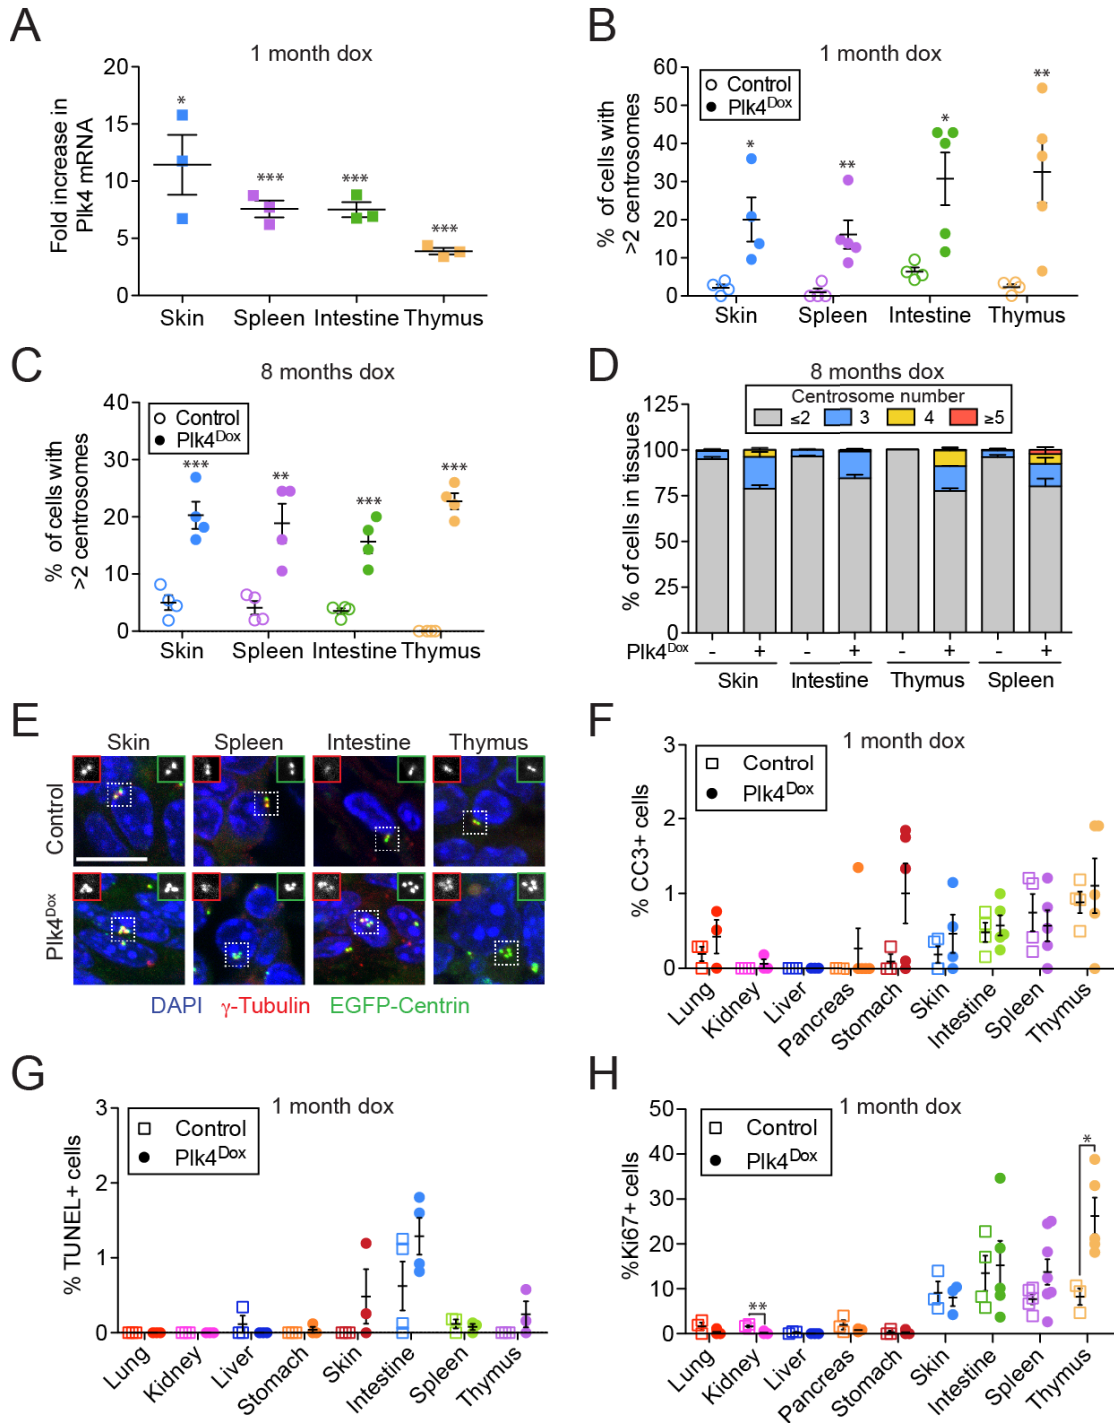 A
1 month dox
Fold increase in
Plk4 mRNA
20
15
10
5
0
*
***
***
***
Skin Spleen Intestine Thymus
B
1 month dox
Control
Plk4Dox
% of cells with
>2 centrosomes
60
50
40
30
20
10
0
*
**
*
**
Skin Spleen Intestine Thymus
C
8 months dox
Control
Plk4Dox
% of cells with
>2 centrosomes
40
30
20
10
0
***
**
***
***
Skin Spleen Intestine Thymus
D
8 months dox
Centrosome number
≤2 3 4 ≥5
% of cells in tissues
125
100
75
50
25
0
Plk4Dox - + - + - + - +
Skin Intestine Thymus Spleen
E
Skin Spleen Intestine Thymus
Control
Plk4Dox
DAPI γ-Tubulin EGFP-Centrin
F
1 month dox
Control
Plk4Dox
% CC3+ cells
3
2
1
0
Lung Kidney Liver Pancreas Stomach Skin Intestine Spleen Thymus
G
1 month dox
Control
Plk4Dox
% TUNEL+ cells
3
2
1
0
Lung Kidney Liver Stomach Skin Intestine Spleen Thymus
H
1 month dox
Control
Plk4Dox
%Ki67+ cells
50
40
30
20
10
0
**
*
Lung Kidney Liver Pancreas Stomach Skin Intestine Spleen Thymus